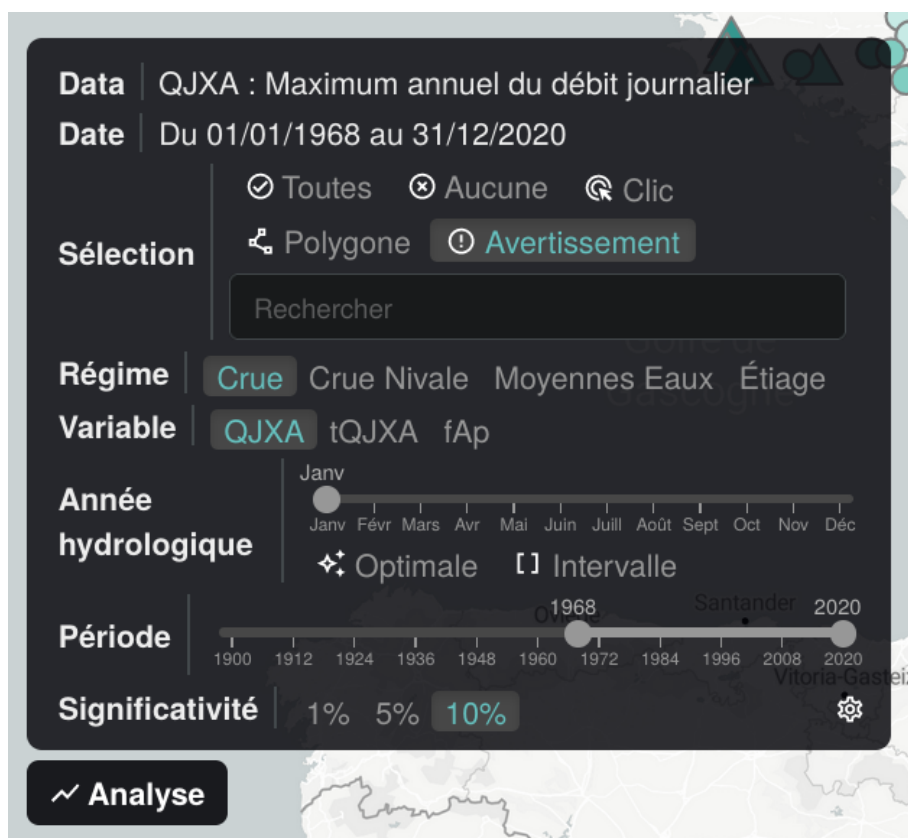 Data QJXA : Maximum annuel du débit journalier
Date Du 01/01/1968 au 31/12/2020
Toutes Aucune Clic
Sélection
Polygone Avertissement
Rechercher
Golfe de
Gascogne
Régime Crue Crue Nivale Moyennes Eaux Étiage
Variable QJXA tQJXA fAp
Janv
Année
hydrologique
Janv Févr Mars Avr Mai Juin Juill Août Sept Oct Nov Déc
Optimale Intervalle
Santander
1968 2020
Période
1900 1912 1924 1936 1948 1960 1972 1984 1996 2008 2020
Vitoria-Gasteiz
Significativité 1% 5% 10%
Analyse